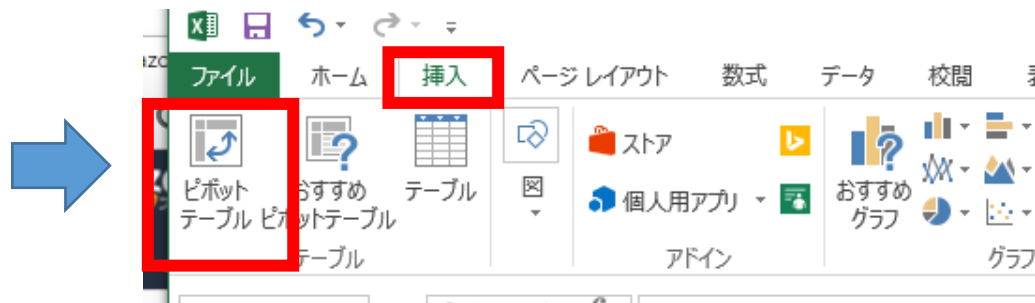 ファイル ホーム 挿入 ページ レイアウト 数式 データ 校閲
ピボット
テーブル
おすすめ
ピボットテーブル
テーブル
図
ストア
個人用アプリ
おすすめ
グラフ
テーブル
アドイン
グラフ